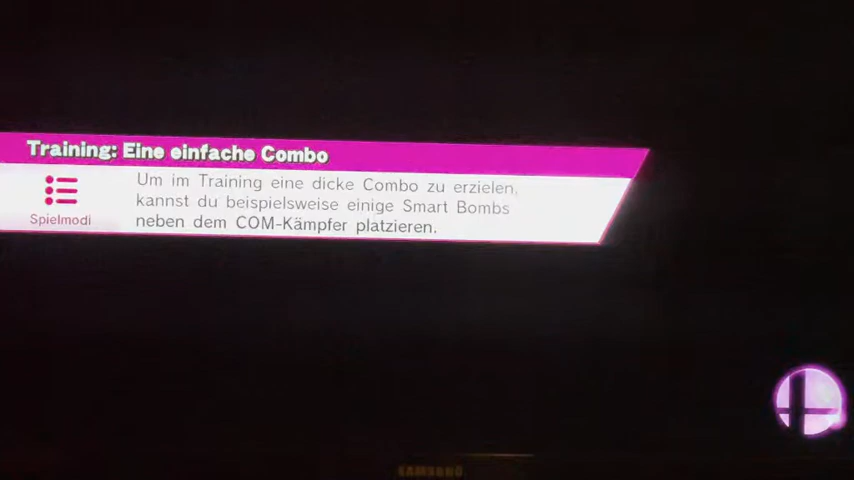 Training: Eine einfache Combo
Um im Training eine dicke Combo zu erzielen,
kannst du beispielsweise einige Smart Bombs
neben dem COM-Kämpfer platzieren.
Spielmodi
SAMSUNG